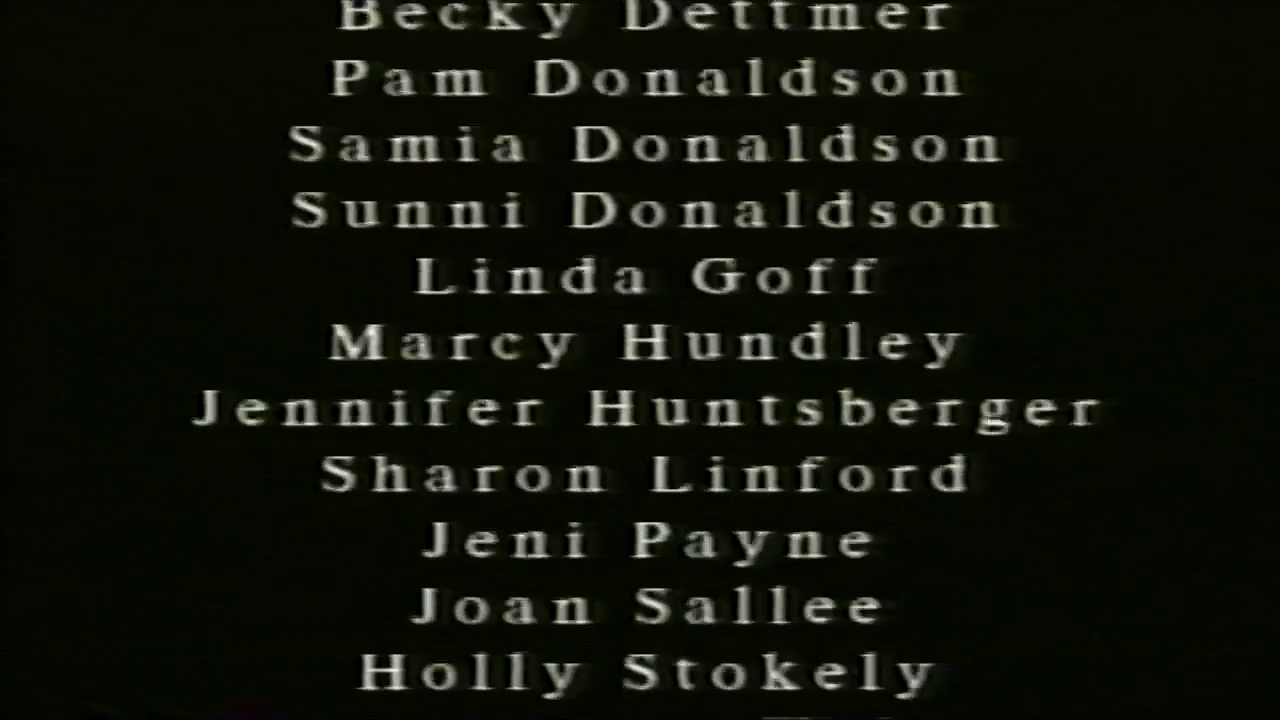 Becky Dettmer
Pam Donaldson
Samia Donaldson
Sunni Donaldson
Linda Goff
Marcy Hundley
Jennifer Huntsberger
Sharon Linford
Jeni Payne
Joan Sallee
Holly Stokely